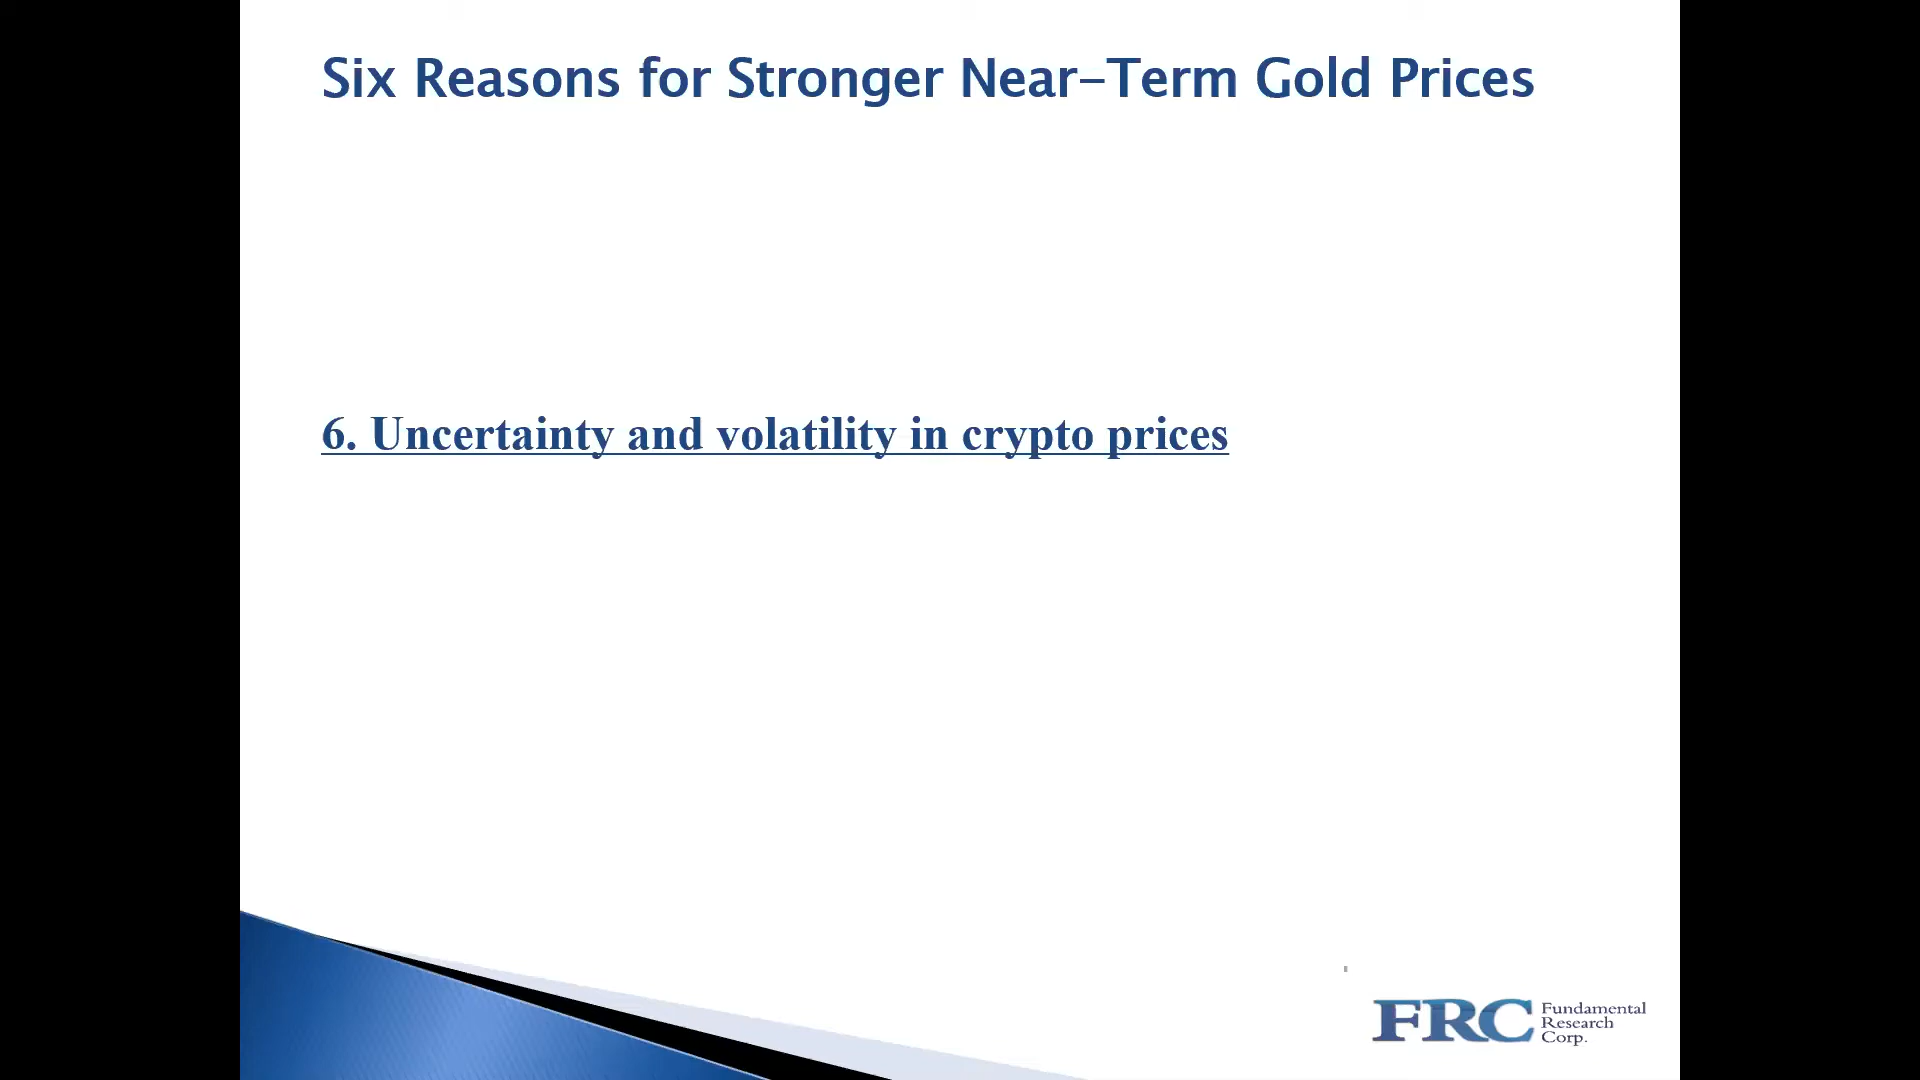 Six Reasons for Stronger Near-Term Gold Prices
6. Uncertainty and volatility in crypto prices
FRC
Fundamental
Research
Corp.